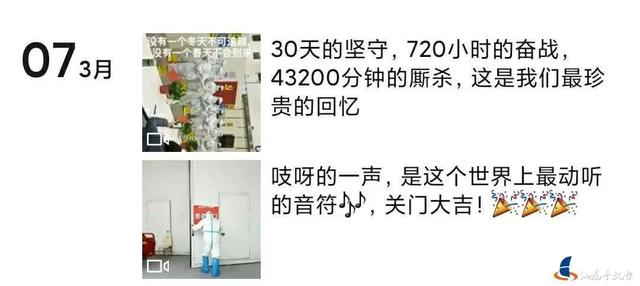 07 3月
没有一个冬天不可逾越
没有一个春天不会到来
30天的坚守，720小时的奋战，
43200分钟的厮杀，这是我们最珍
贵的回忆
吱呀的一声，是这个世界上最动听
的音符🎶，关门大吉！🎉🎉🎉